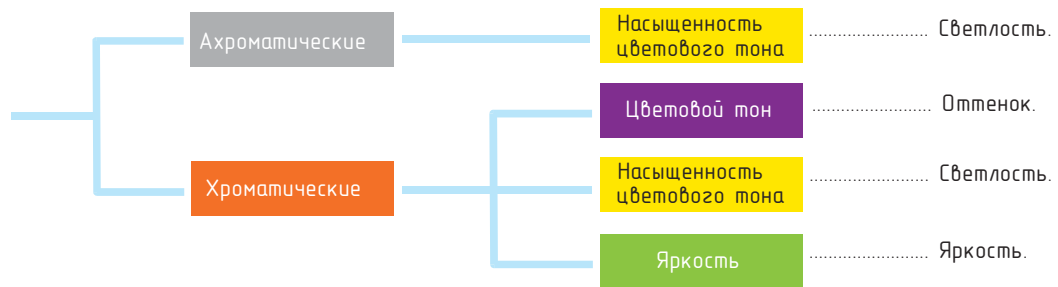 Ахроматические
Насыщенность
цветового тона
.............................. Светлость.
Цветовой тон
.............................. Оттенок.
Хроматические
Насыщенность
цветового тона
.............................. Светлость.
Яркость
.............................. Яркость.